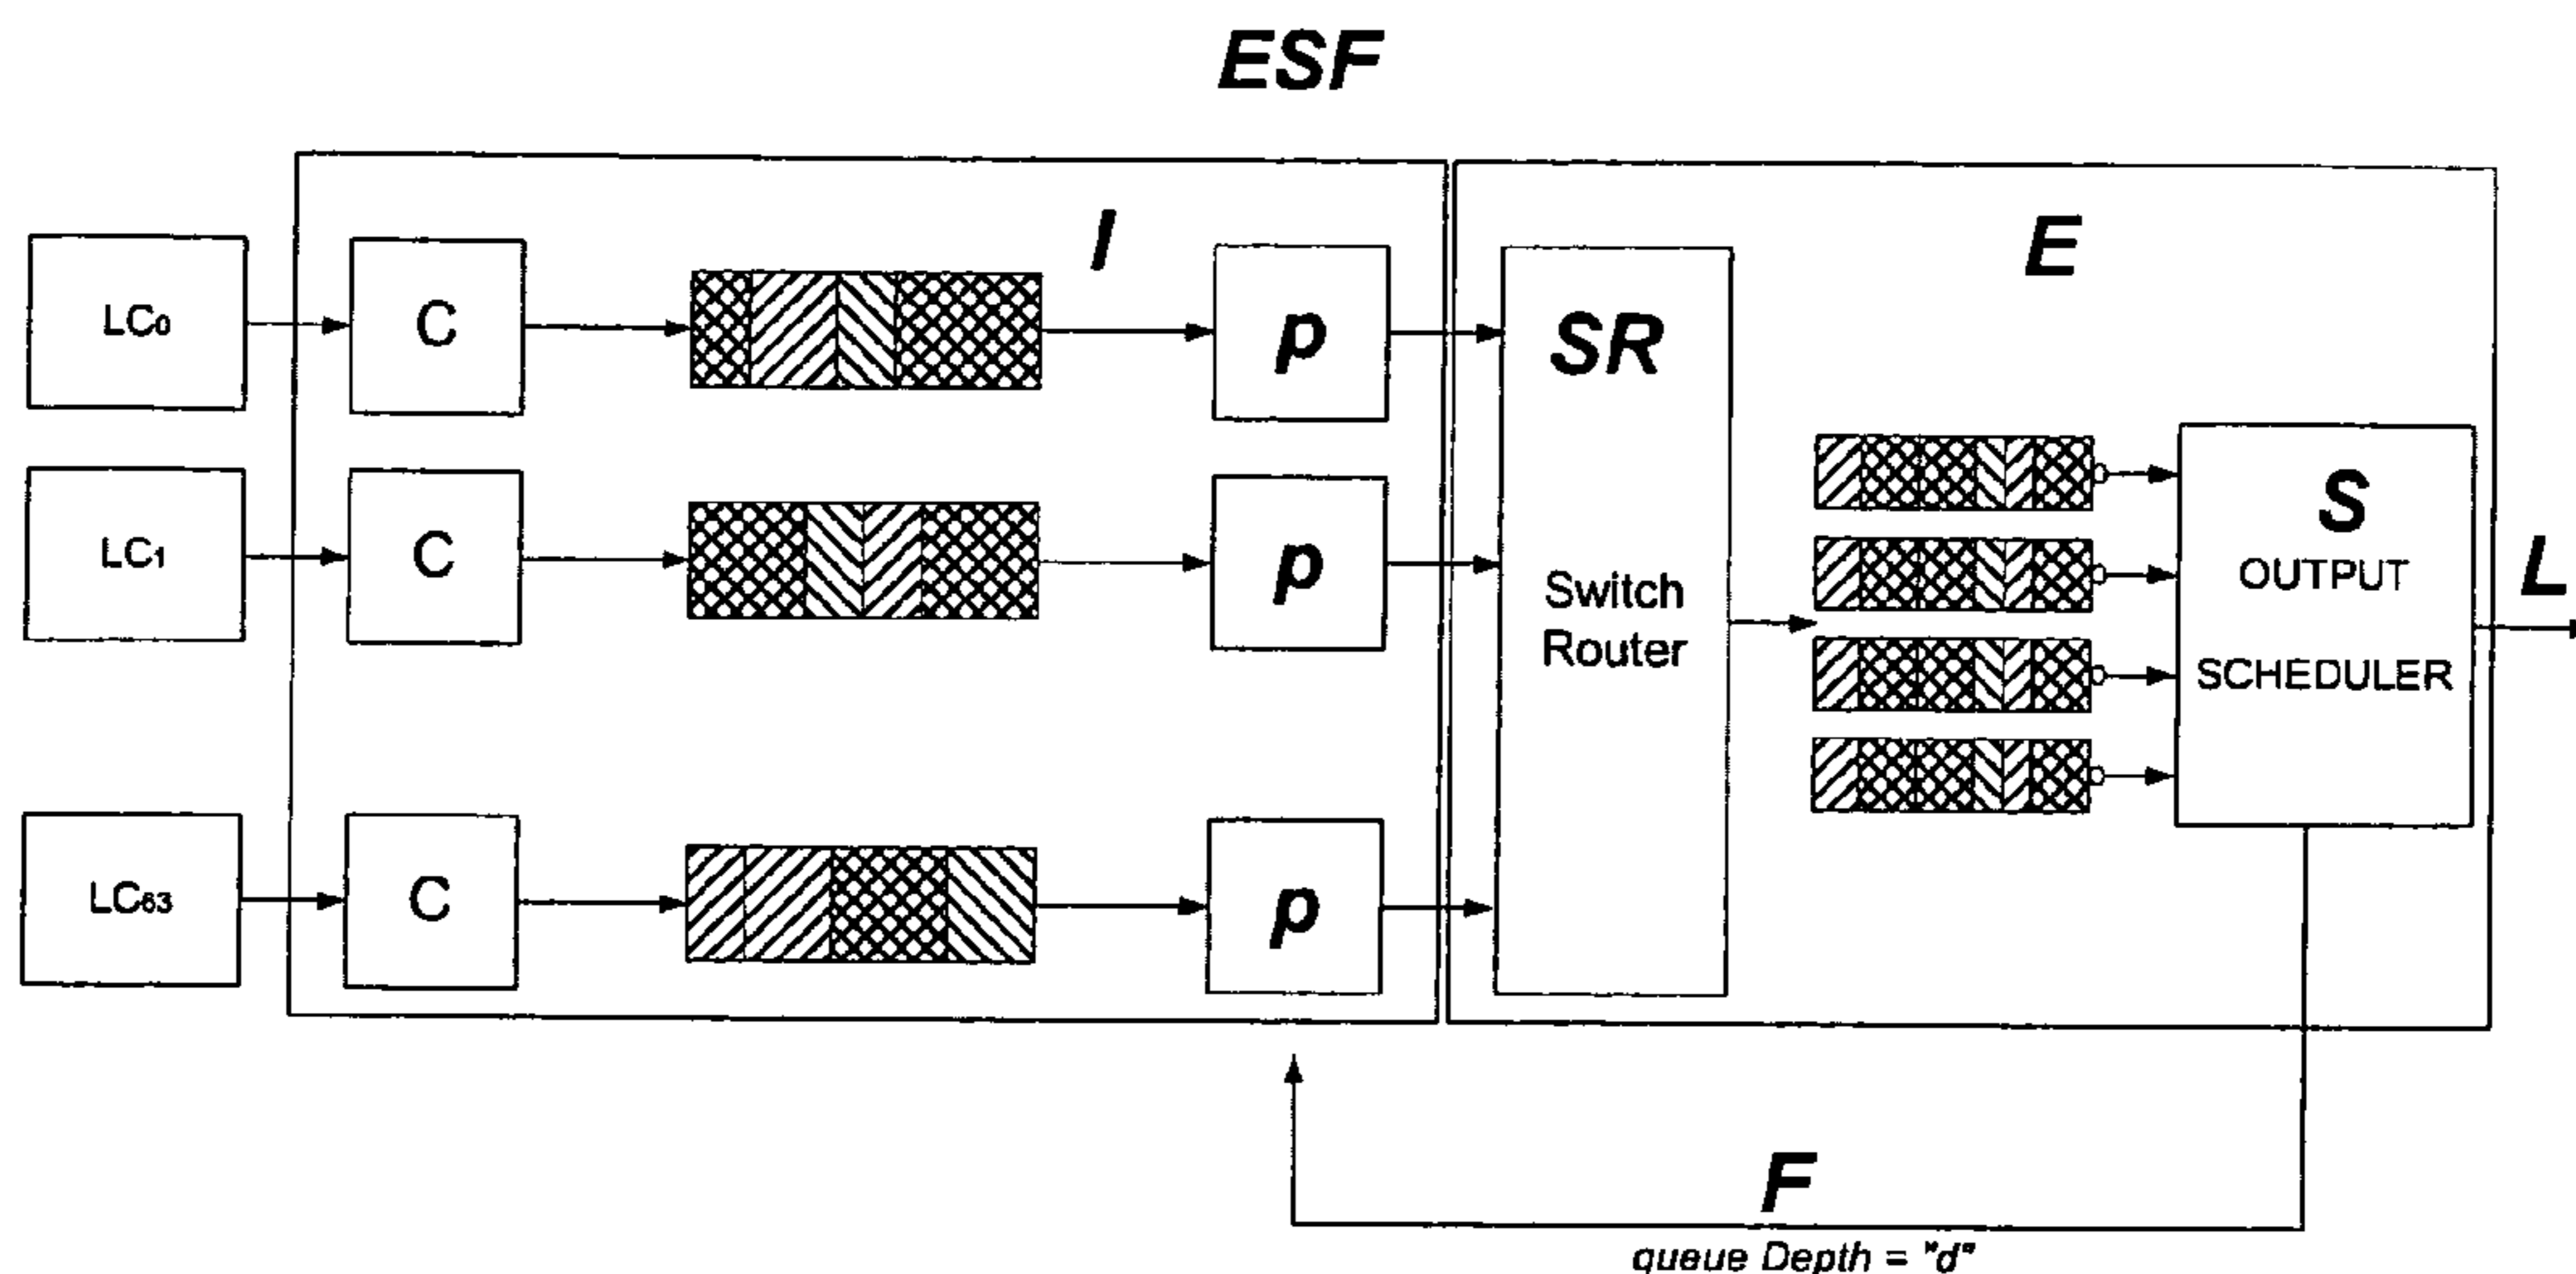 ESF
I
E
LC0
C
p
SR
Switch
Router
S
OUTPUT
SCHEDULER
L
LC1
C
p
LC63
C
p
F
queue Depth = "d"